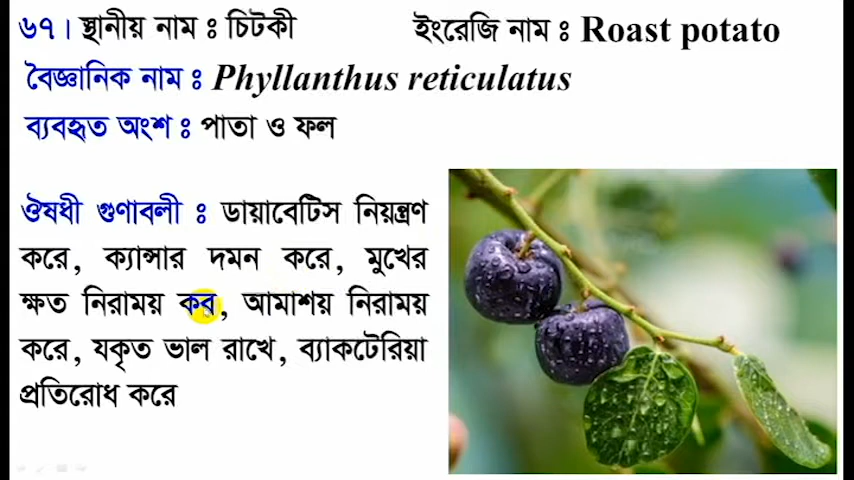 ৬৭। স্থানীয় নাম ঃ চিটকী ইংরেজি নাম ঃ Roast potato
বৈজ্ঞানিক নাম ঃ Phyllanthus reticulatus
ব্যবহৃত অংশ ঃ পাতা ও ফল
ঔষধী গুণাবলী ঃ ডায়াবেটিস নিয়ন্ত্রণ
করে, ক্যান্সার দমন করে, মুখের
ক্ষত নিরাময় কব, আমাশয় নিরাময়
করে, যকৃত ভাল রাখে, ব্যাকটেরিয়া
প্রতিরোধ করে